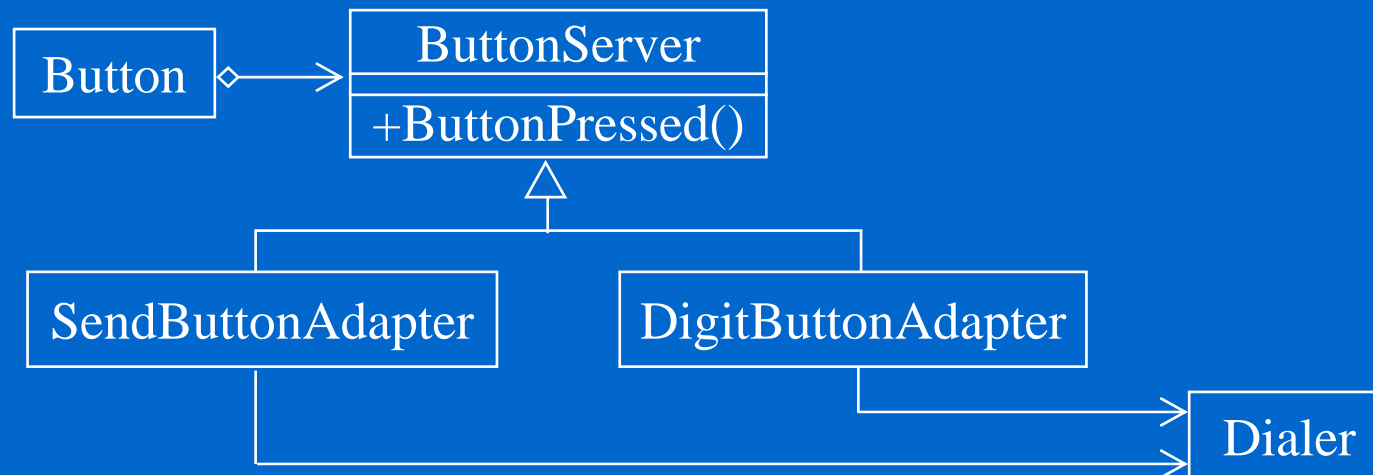 Button
ButtonServer
+ButtonPressed()
SendButtonAdapter
DigitButtonAdapter
Dialer